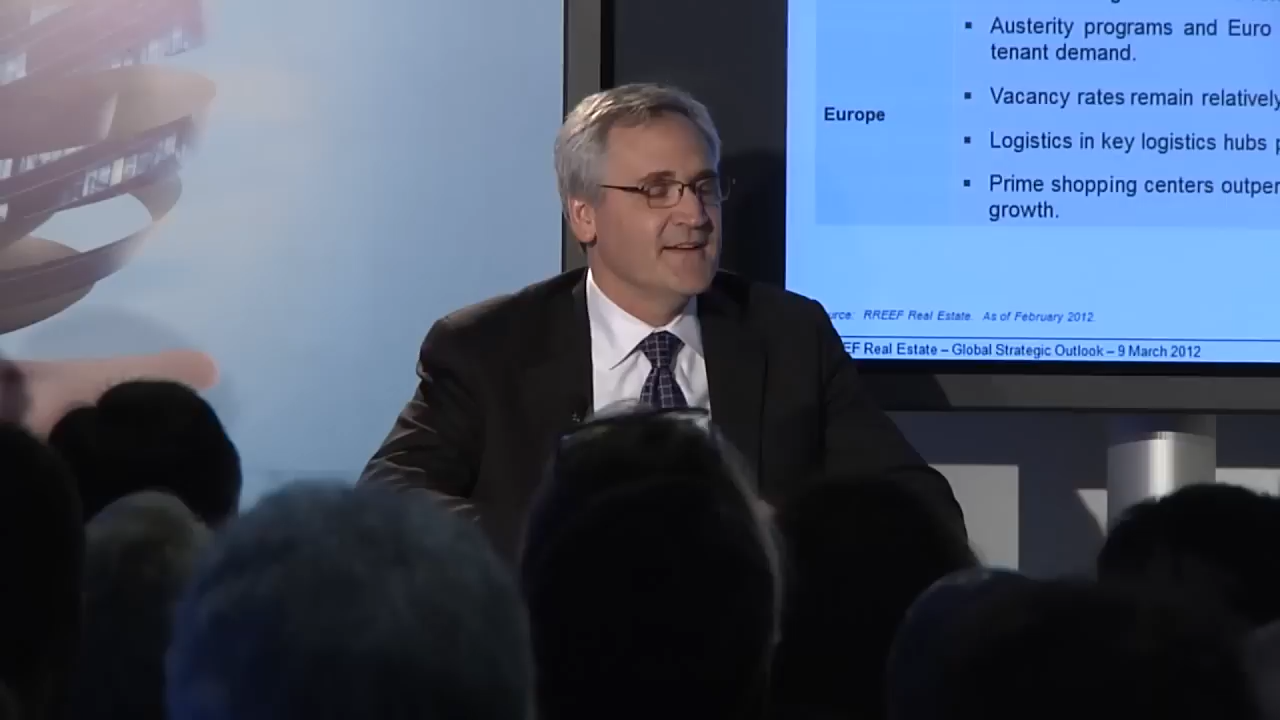 Austerity programs and Euro
tenant demand.
Vacancy rates remain relatively
Europe
Logistics in key logistics hubs
Prime shopping centers
growth.
RREEF Real Estate. As of February 2012.
Real Estate – Global Strategic Outlook – 9 March 2012